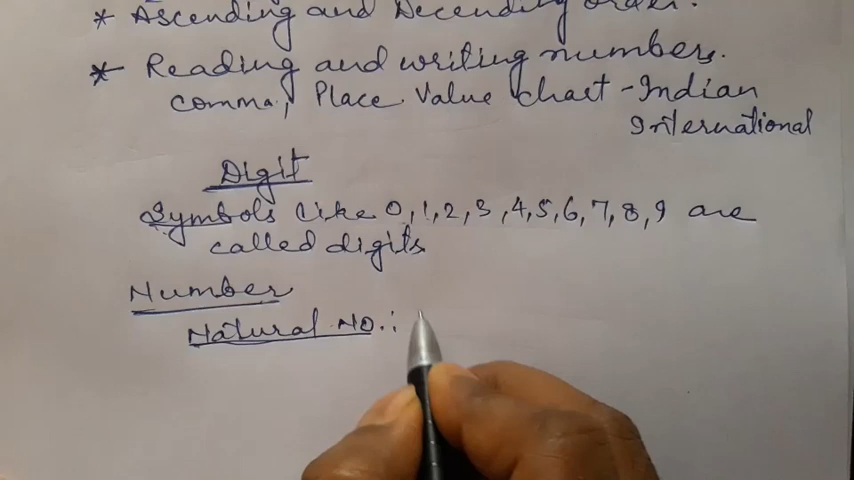 * Ascending and Decending order.
* Reading and writing numbers.
comma, Place Value chart - Indian
International
Digit
Symbols like 0, 1, 2, 3, 4, 5, 6, 7, 8, 9 are
called digits
Number
Natural No.: